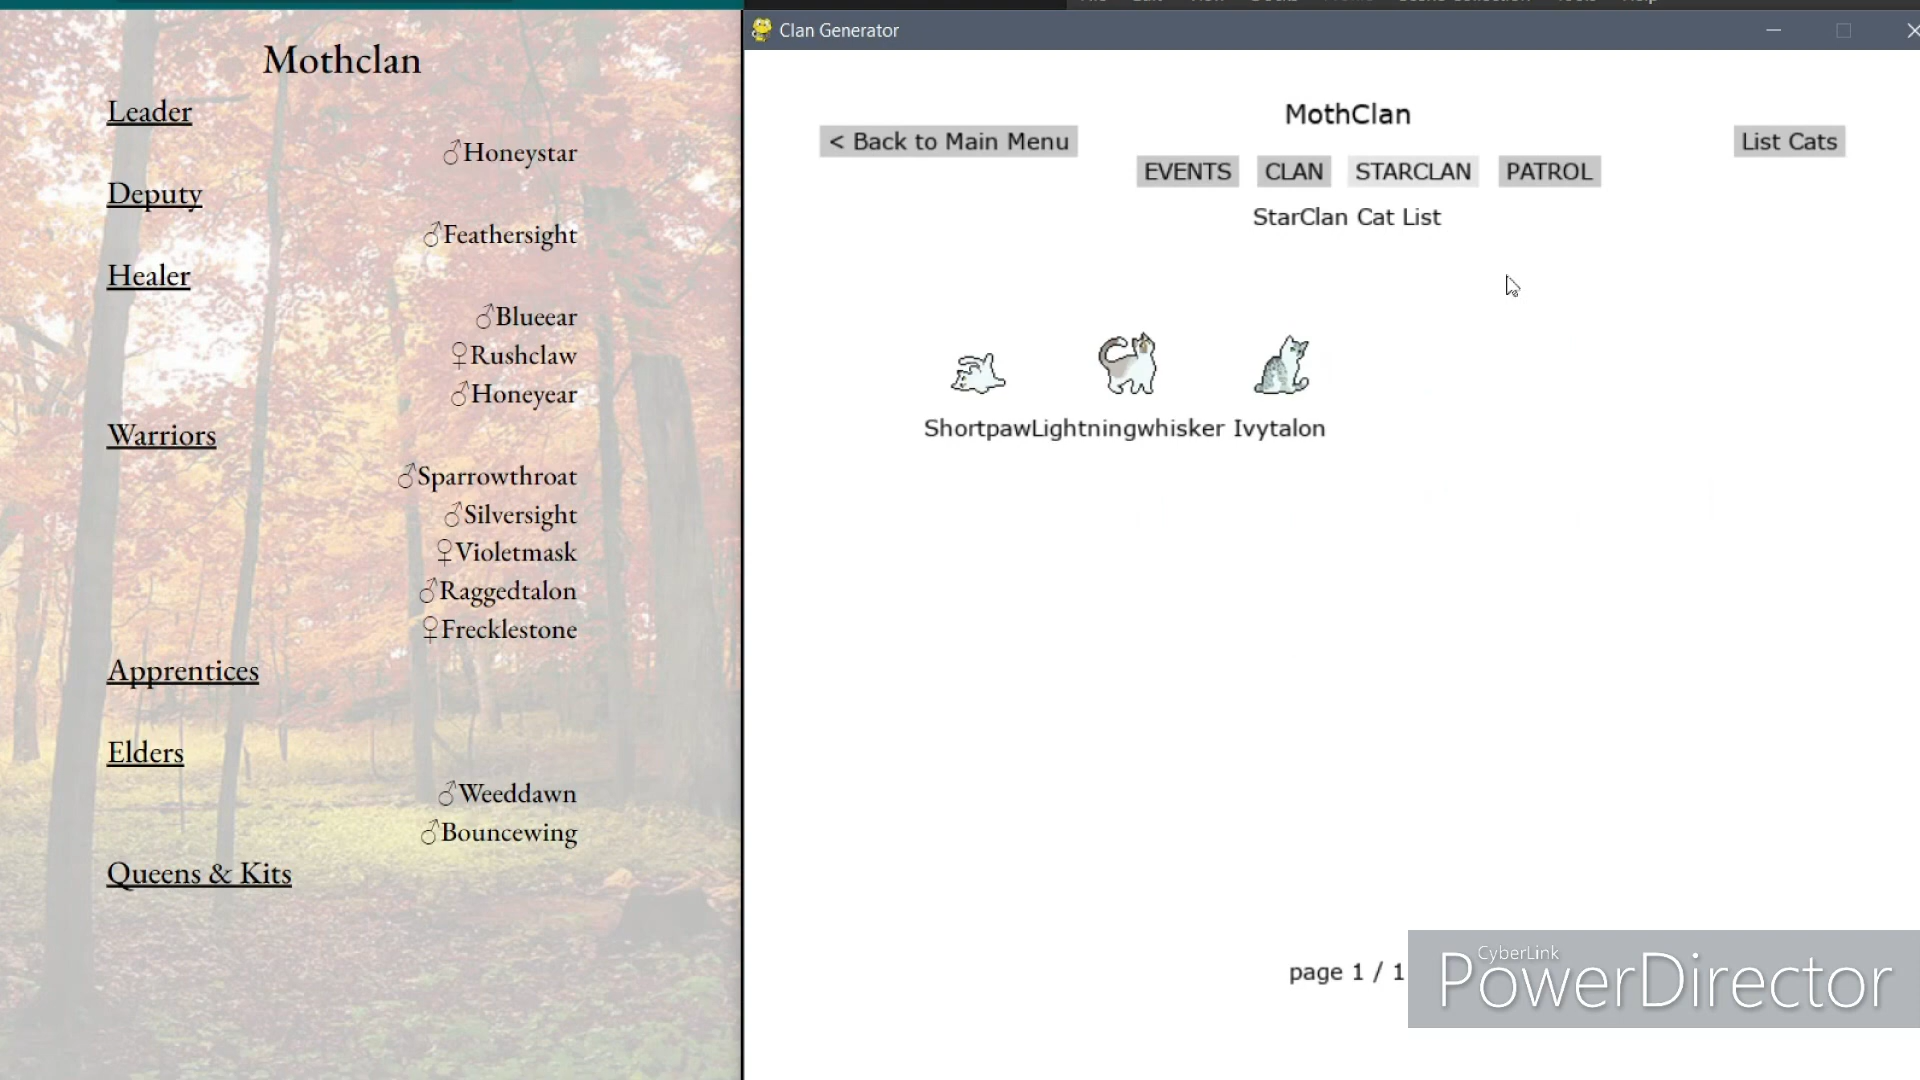 Mothclan
Leader
♂Honeystar
Deputy
♂Feathersight
Healer
♂Blueear
♀Rushclaw
♂Honeyear
Warriors
♂Sparrowthroat
♂Silversight
♀Violetmask
♂Raggedtalon
♀Frecklestone
Apprentices
Elders
♂Weeddawn
♂Bouncewing
Queens & Kits
Clan Generator
MothClan
< Back to Main Menu
List Cats
EVENTS CLAN STARCLAN PATROL
StarClan Cat List
Shortpaw Lightningwhisker Ivytalon
page 1 / 1
CyberLink
PowerDirector